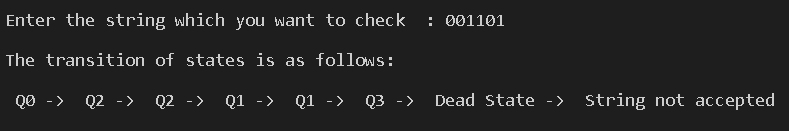 Enter the string which you want to check  : 001101
The transition of states is as follows:
Q0 ->  Q2 ->  Q2 ->  Q1 ->  Q1 ->  Q3 ->  Dead State ->  String not accepted